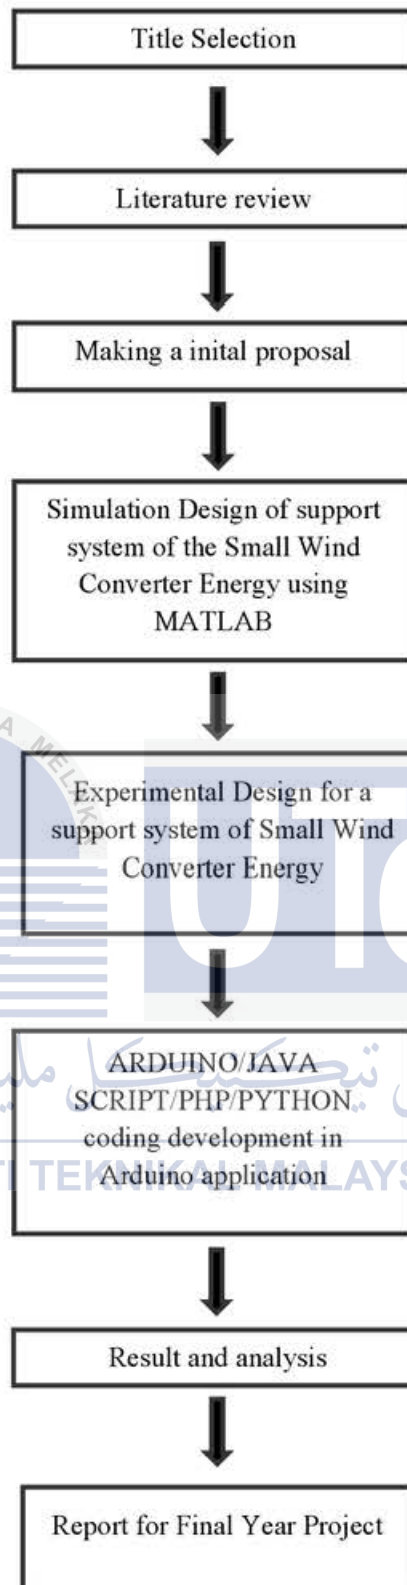 Title Selection
Literature review
Making a inital proposal
Simulation Design of support
system of the Small Wind
Converter Energy using
MATLAB
Experimental Design for a
support system of Small Wind
Converter Energy
ARDUINO/JAVA
SCRIPT/PHP/PYTHON
coding development in
Arduino application
TEKNIKAL MALAYS
Result and analysis
Report for Final Year Project